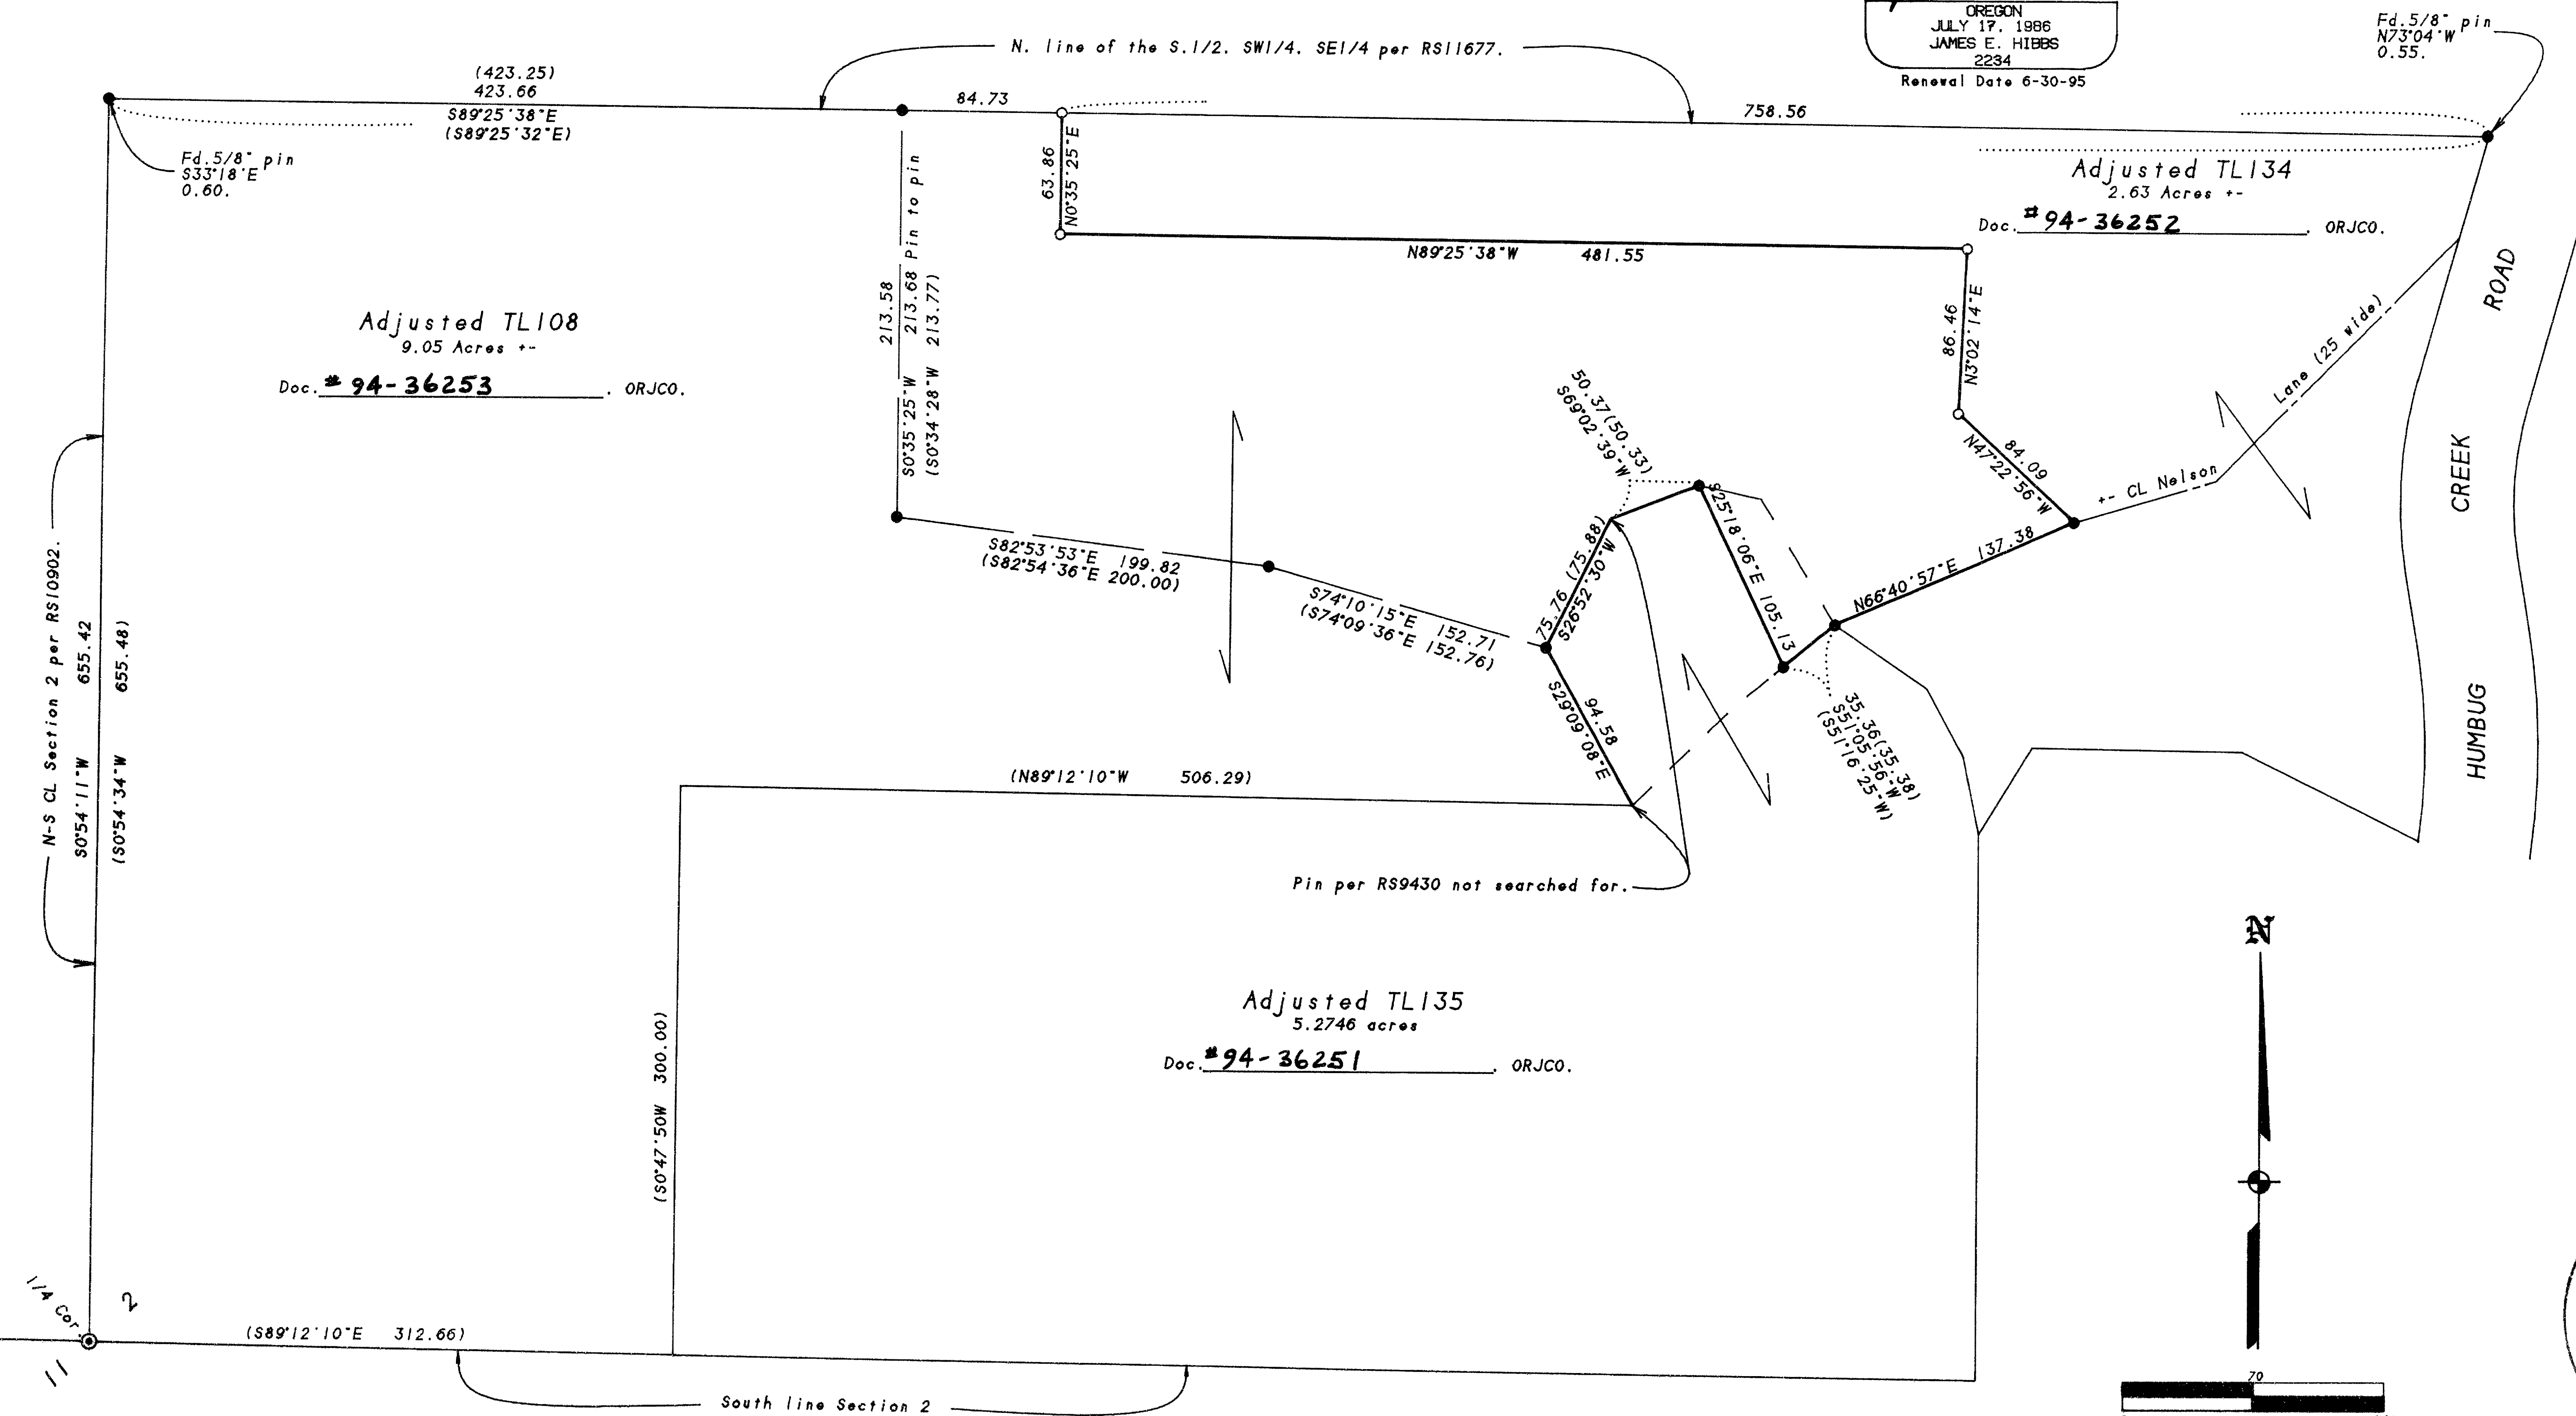 OREGON
JULY 17, 1986
JAMES E. HIBBS
2234
Renewal Date 6-30-95
Fd.5/8" pin
N73°04'W
0.55.
N. line of the S.1/2, SW1/4, SE1/4 per RS11677.
(423.25)
423.66
S89°25'38"E
(S89°25'32"E)
84.73
758.56
Fd.5/8" pin
S33°18'E
0.60.
63.86
N0°35'25"E
Adjusted TL134
2.63 Acres +-
Doc. #94-36252 . ORJCO.
N89°25'38"W 481.55
213.58
S0°35'25"W 213.68 Pin to pin
(S0°34'28"W 213.77)
Adjusted TL108
9.05 Acres +-
Doc. #94-36253 . ORJCO.
86.46
N3°02'14"E
84.09
N47°22'56"W
+- CL Nelson Lane (25 wide)
HUMBUG CREEK ROAD
50.37(50.33)
S69°02'39"W
S25°18'06"E 105.13
N66°40'57"E 137.38
75.76 (75.88)
S26°52'30"W
S82°53'53"E 199.82
(S82°54'36"E 200.00)
S74°10'15"E 152.71
(S74°09'36"E 152.76)
94.58
S29°09'08"E
35.36(35.38)
S51°05'56"W
(S51°16'25"W)
N-S CL Section 2 per RS10902.
S0°54'11"W 655.42
(S0°54'34"W 655.48)
(N89°12'10"W 506.29)
Pin per RS9430 not searched for.
(S0°47'50W 300.00)
Adjusted TL135
5.2746 acres
Doc. #94-36251 . ORJCO.
N
1/4 Cor.
2
11
(S89°12'10"E 312.66)
South line Section 2
70